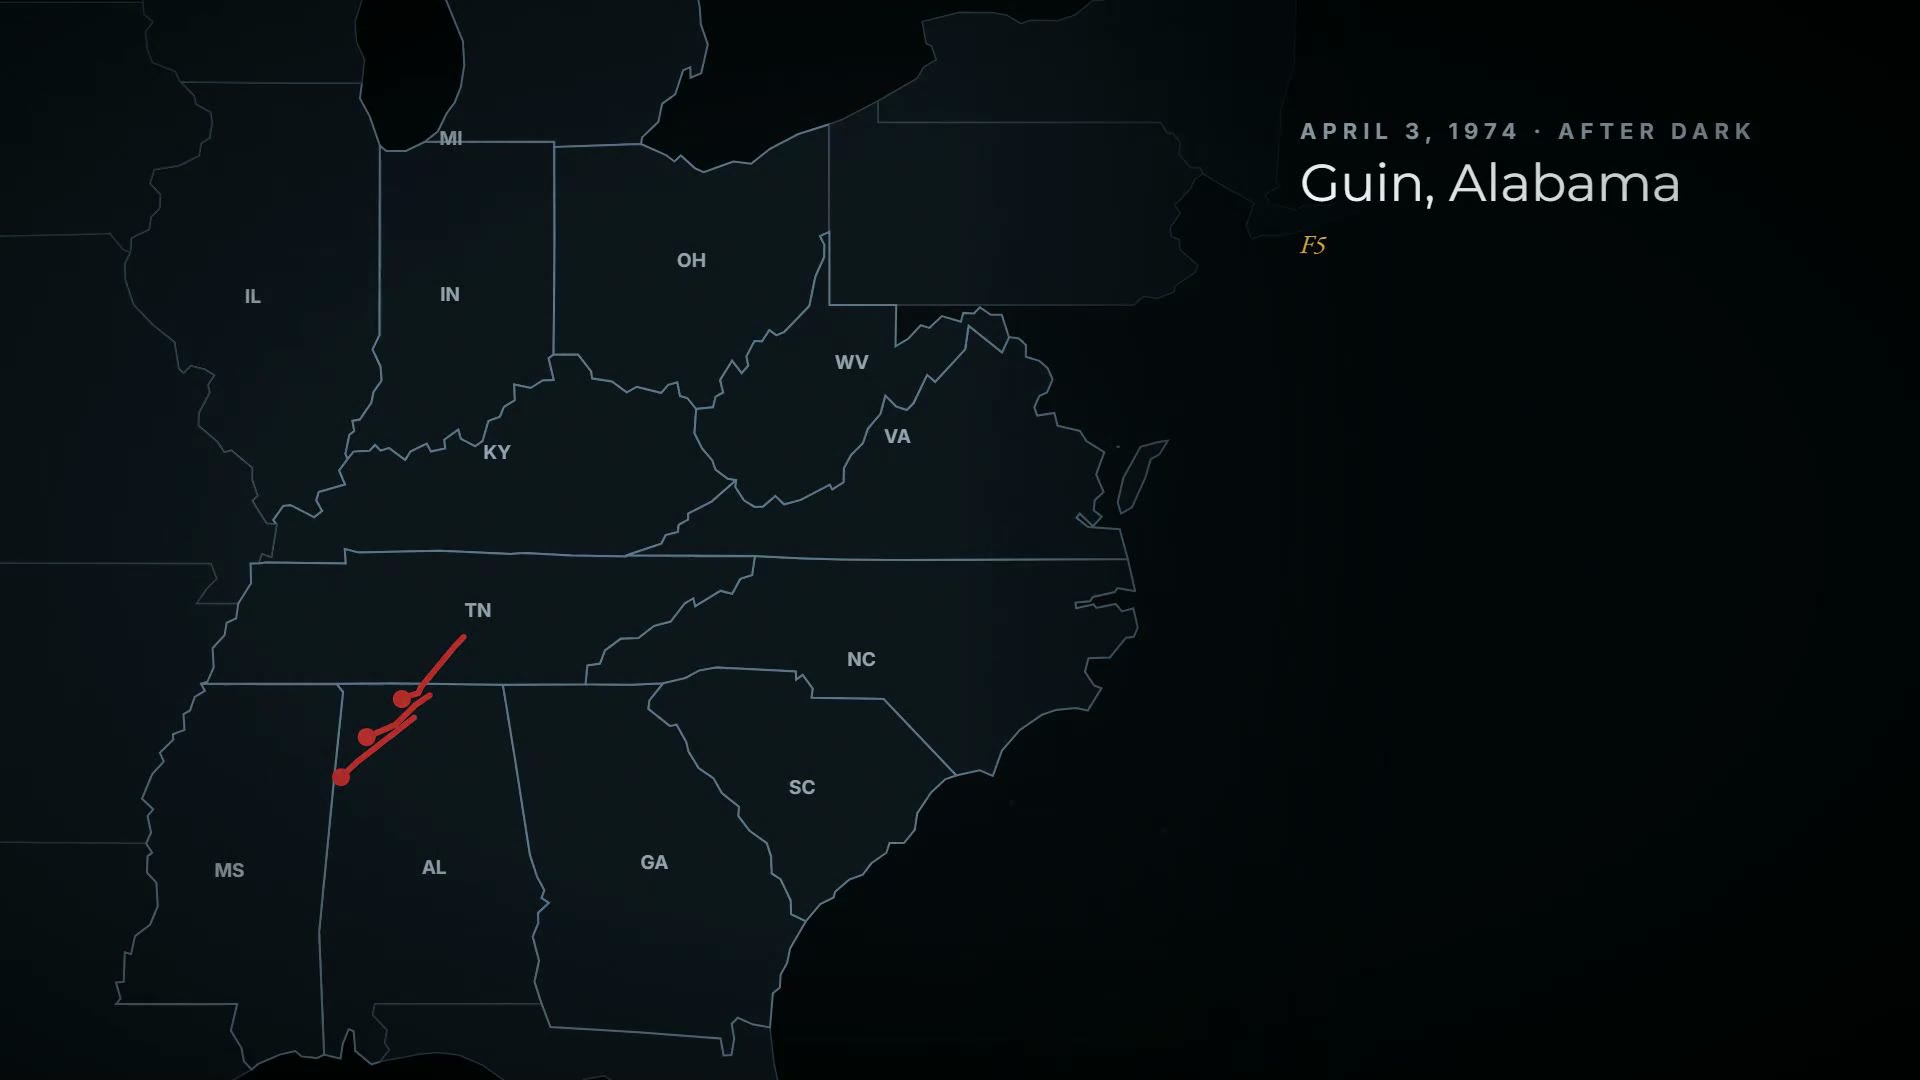 APRIL 3, 1974 · AFTER DARK
Guin, Alabama
F5
MI
OH
IL
IN
WV
VA
KY
TN
NC
SC
GA
AL
MS